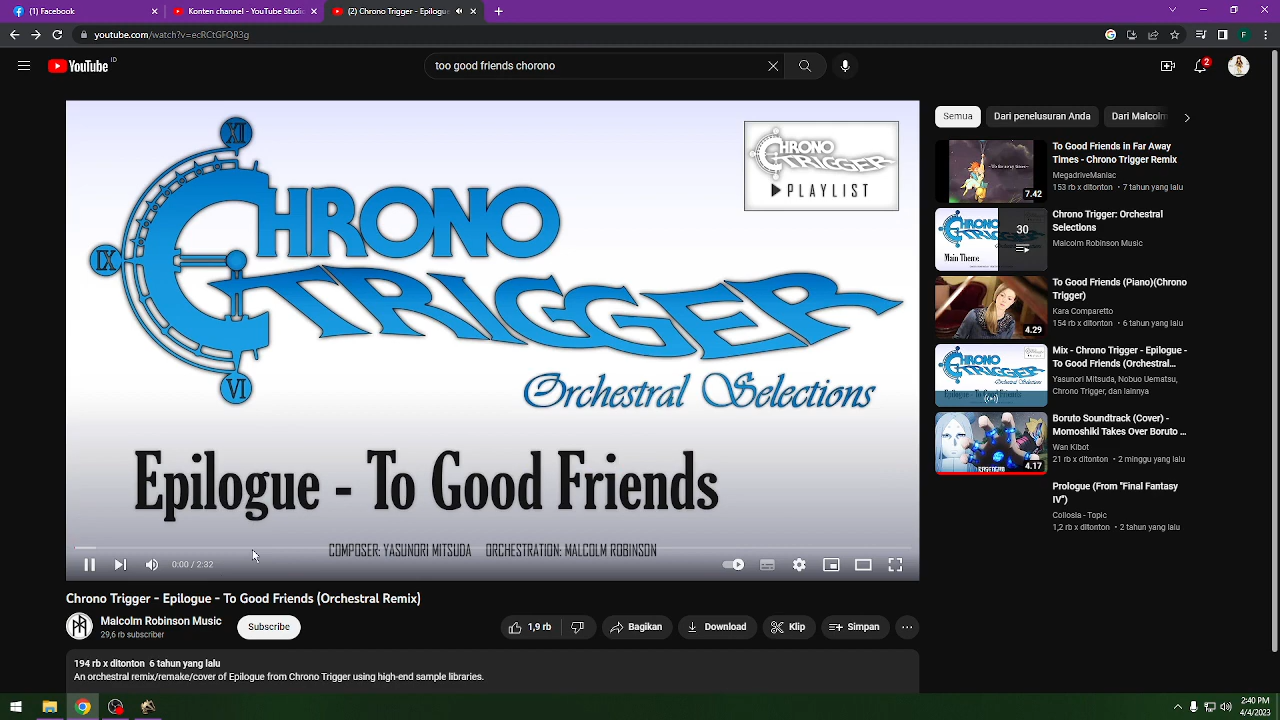 (1) Facebook
Konten channel - YouTube Studio
(2) Chrono Trigger - Epilogue
youtube.com/watch?v=ecRCtGFQR3g
F
YouTube ID
too good friends chorono
2
XI
IX
VI
CHRONO
TRIGGER
Orchestral Selections
CHRONO
TRIGGER
PLAYLIST
Epilogue - To Good Friends
COMPOSER: YASUNORI MITSUDA ORCHESTRATION: MALCOLM ROBINSON
0:00 / 2:32
Chrono Trigger - Epilogue - To Good Friends (Orchestral Remix)
Malcolm Robinson Music
29,6 rb subscriber
Subscribe
1,9 rb
Bagikan
Download
Klip
Simpan
194 rb x ditonton 6 tahun yang lalu
An orchestral remix/remake/cover of Epilogue from Chrono Trigger using high-end sample libraries.
Semua
Dari penelusuran Anda
Dari Malcolm
To Good Friends in Far Away
Times - Chrono Trigger Remix
MegadriveManiac
153 rb x ditonton • 7 tahun yang lalu
7.42
Chrono Trigger: Orchestral
Selections
Malcolm Robinson Music
30
Main Theme
To Good Friends (Piano)(Chrono
Trigger)
Kara Comparetto
154 rb x ditonton • 6 tahun yang lalu
4.29
Mix - Chrono Trigger - Epilogue -
To Good Friends (Orchestral...
Yasunori Mitsuda, Nobuo Uematsu,
Chrono Trigger, dan lainnya
Epilogue - To Good Friends
Boruto Soundtrack (Cover) -
Momoshiki Takes Over Boruto ...
Wan Kibot
21 rb x ditonton • 2 minggu yang lalu
4.17
Prologue (From "Final Fantasy
IV")
Collosia - Topic
1,2 rb x ditonton • 2 tahun yang lalu
2:40 PM
4/4/2023